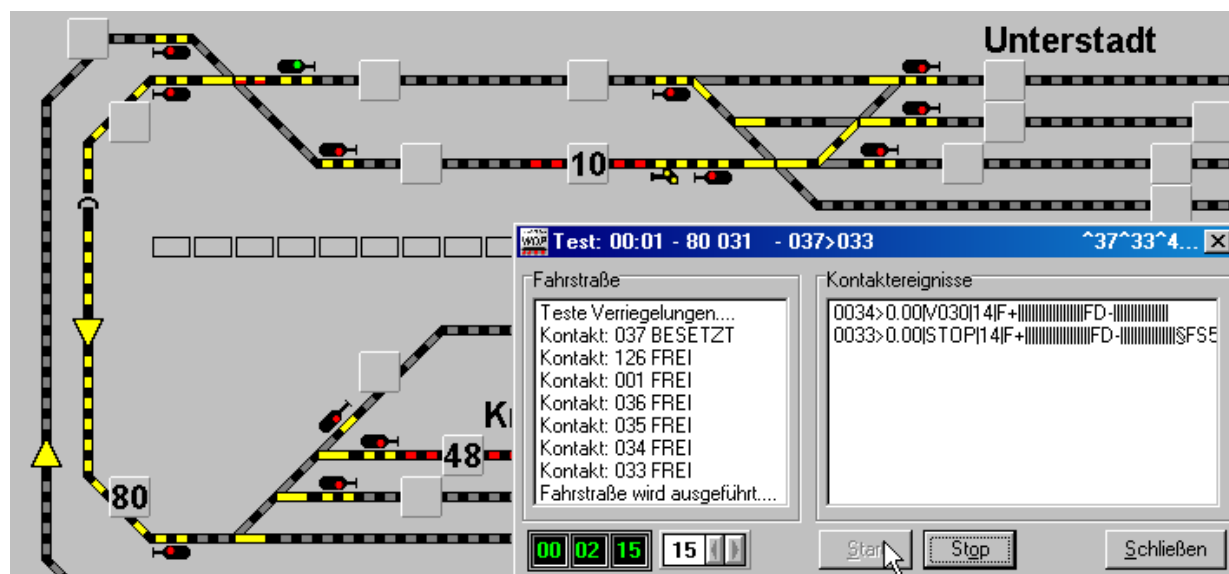 Unterstadt
10
WDP
Test: 00:01 - 80 031 - 037>033 ^37^33^4...
Fahrstraße
Kontaktereignisse
Teste Verriegelungen....
Kontakt: 037 BESETZT
Kontakt: 126 FREI
Kontakt: 001 FREI
Kontakt: 036 FREI
Kontakt: 035 FREI
Kontakt: 034 FREI
Kontakt: 033 FREI
Fahrstraße wird ausgeführt....
0034>0.00|V030|14|F+||||||||||||||||FD-||||||||||||||
0033>0.00|STOP|14|F+||||||||||||||||FD-||||||||||||||§FS5
K
48
80
00 02 15
15
Star
Stop
Schließen